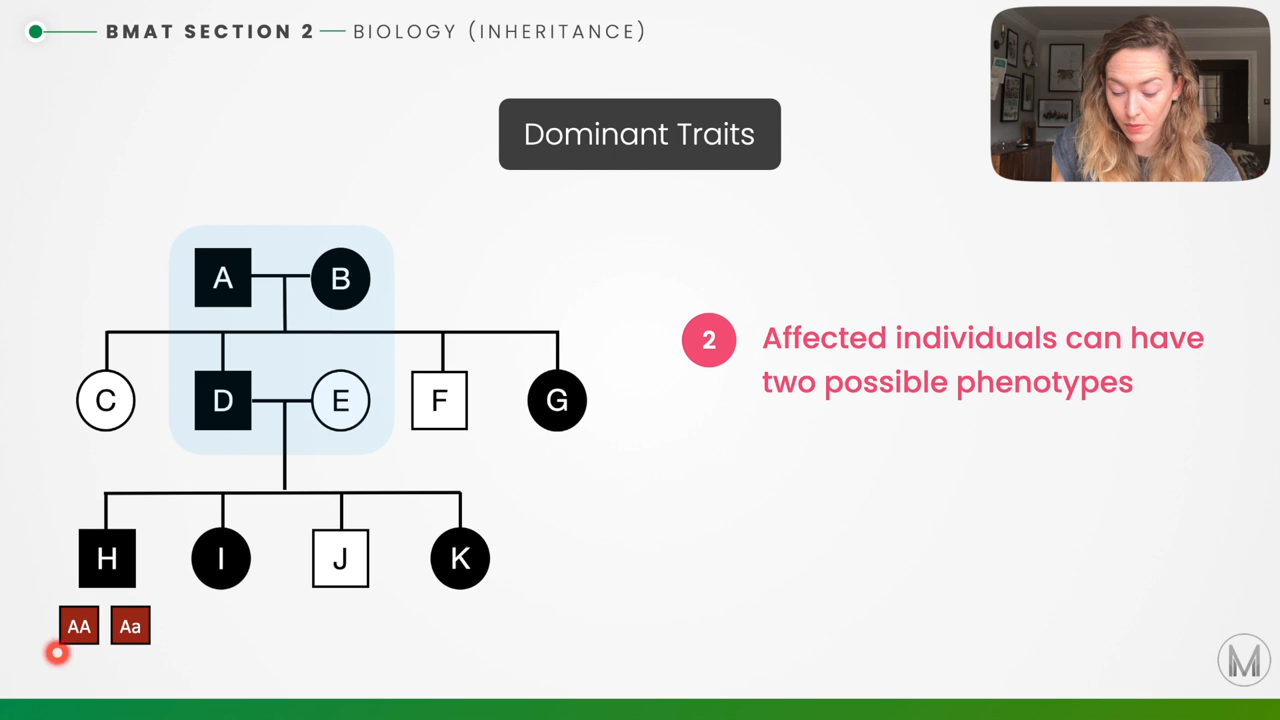 BMAT SECTION 2 — BIOLOGY (INHERITANCE)
Dominant Traits
A B
2 Affected individuals can have
two possible phenotypes
C D E F G
H I J K
AA Aa
M